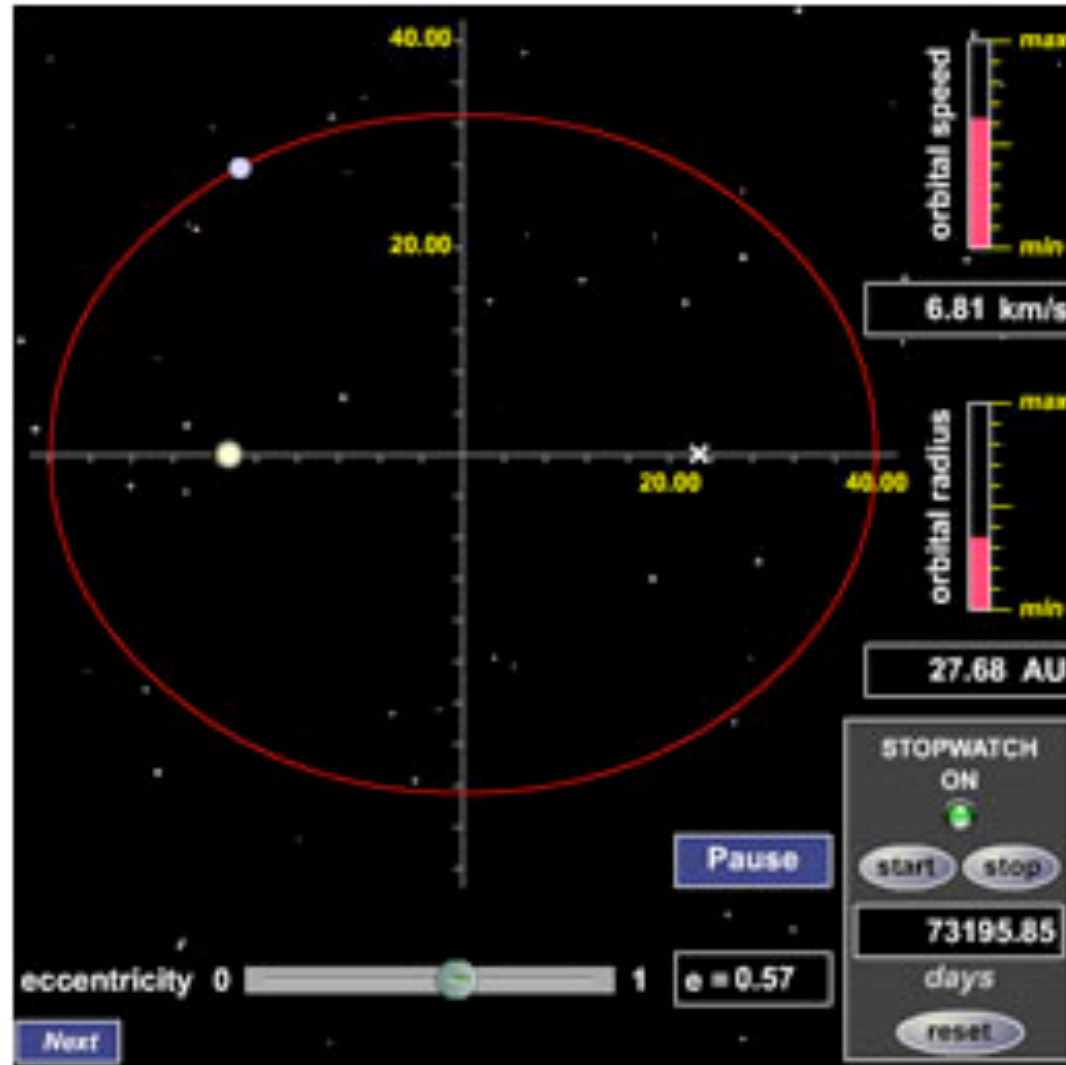 40.00
20.00
20.00
40.00
orbital speed
max
min
6.81 km/s
orbital radius
max
min
27.68 AU
STOPWATCH
ON
start stop
73195.85
days
reset
Pause
eccentricity 0 1 e = 0.57
Next